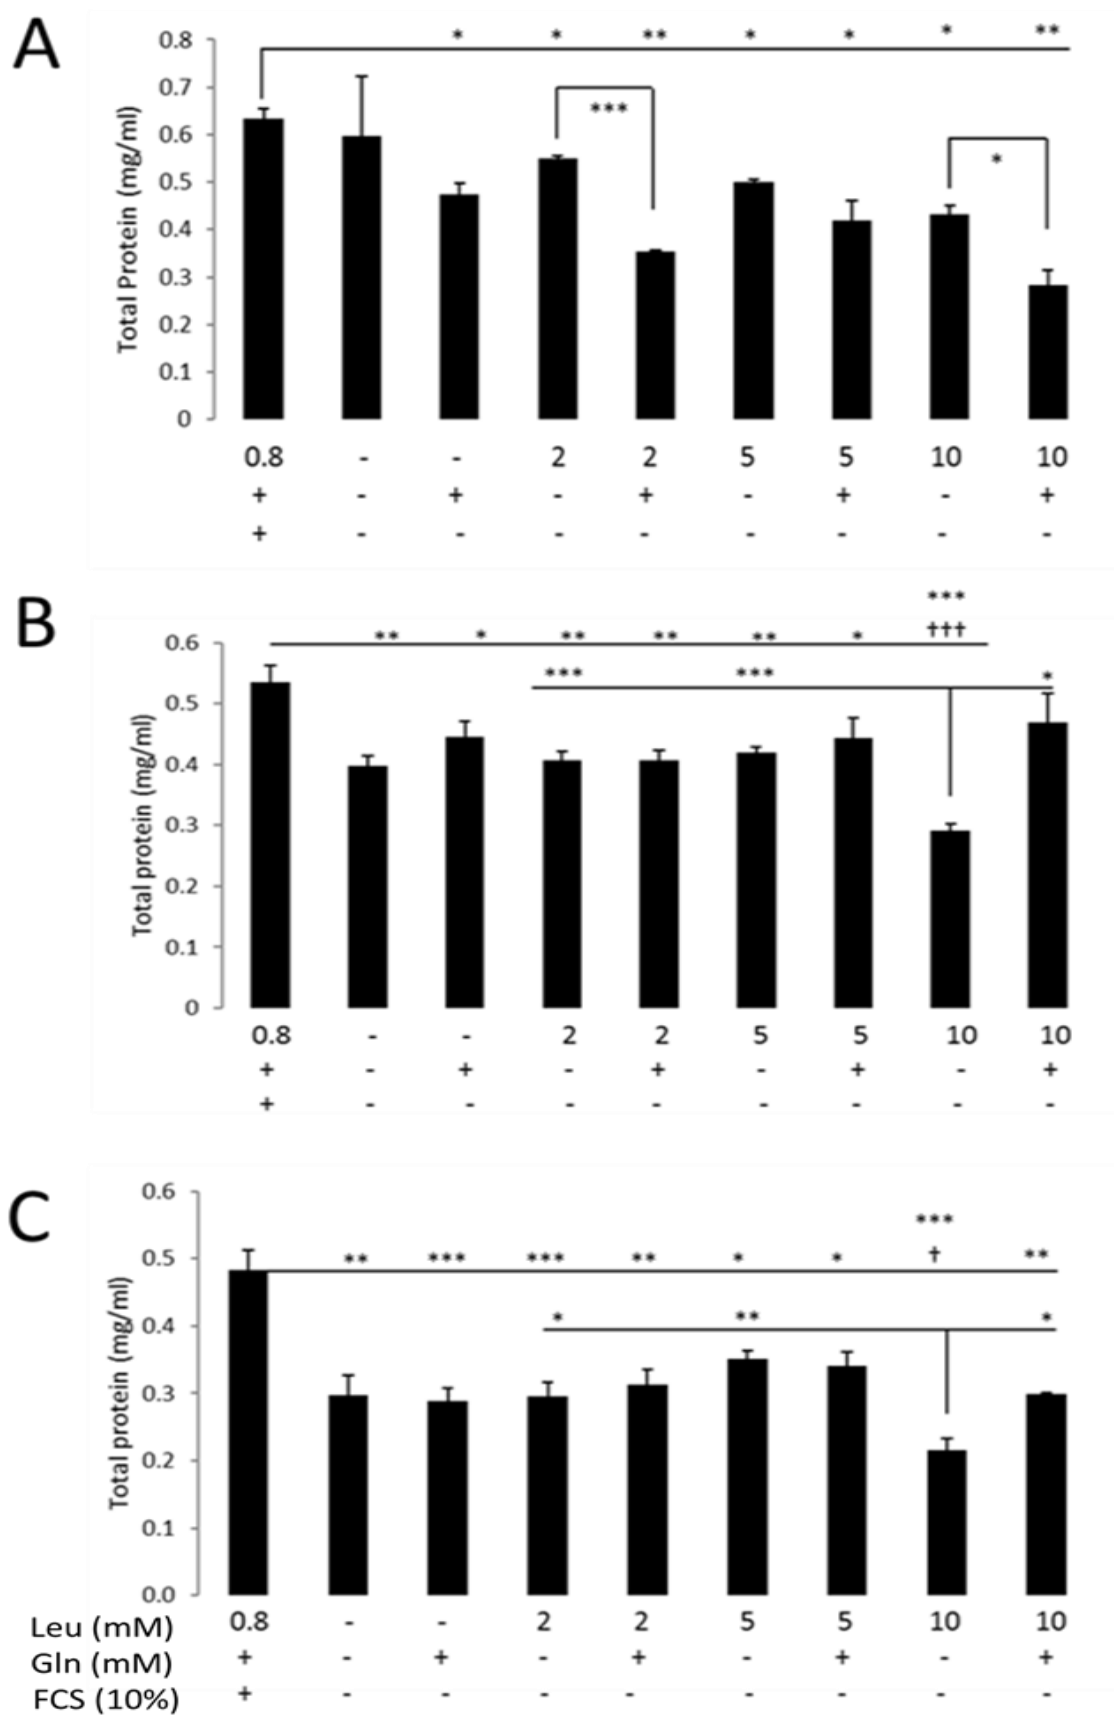 A
Total Protein (mg/ml)
* * ** * * * **
0.8
0.7
***
0.6
*
0.5
0.4
0.3
0.2
0.1
0
0.8 - - 2 2 5 5 10 10
+ - + - + - + - +
+ - - - - - - - -
B
Total protein (mg/ml)
***
** * ** ** ** * †††
0.6
*** *** *
0.5
0.4
0.3
0.2
0.1
0
0.8 - - 2 2 5 5 10 10
+ - + - + - + - +
+ - - - - - - - -
C
Total protein (mg/ml)
0.6
***
0.5 ** *** *** ** * * † **
0.4 * ** *
0.3
0.2
0.1
0.0
Leu (mM) 0.8 - - 2 2 5 5 10 10
Gln (mM) + - + - + - + - +
FCS (10%) + - - - - - - - -